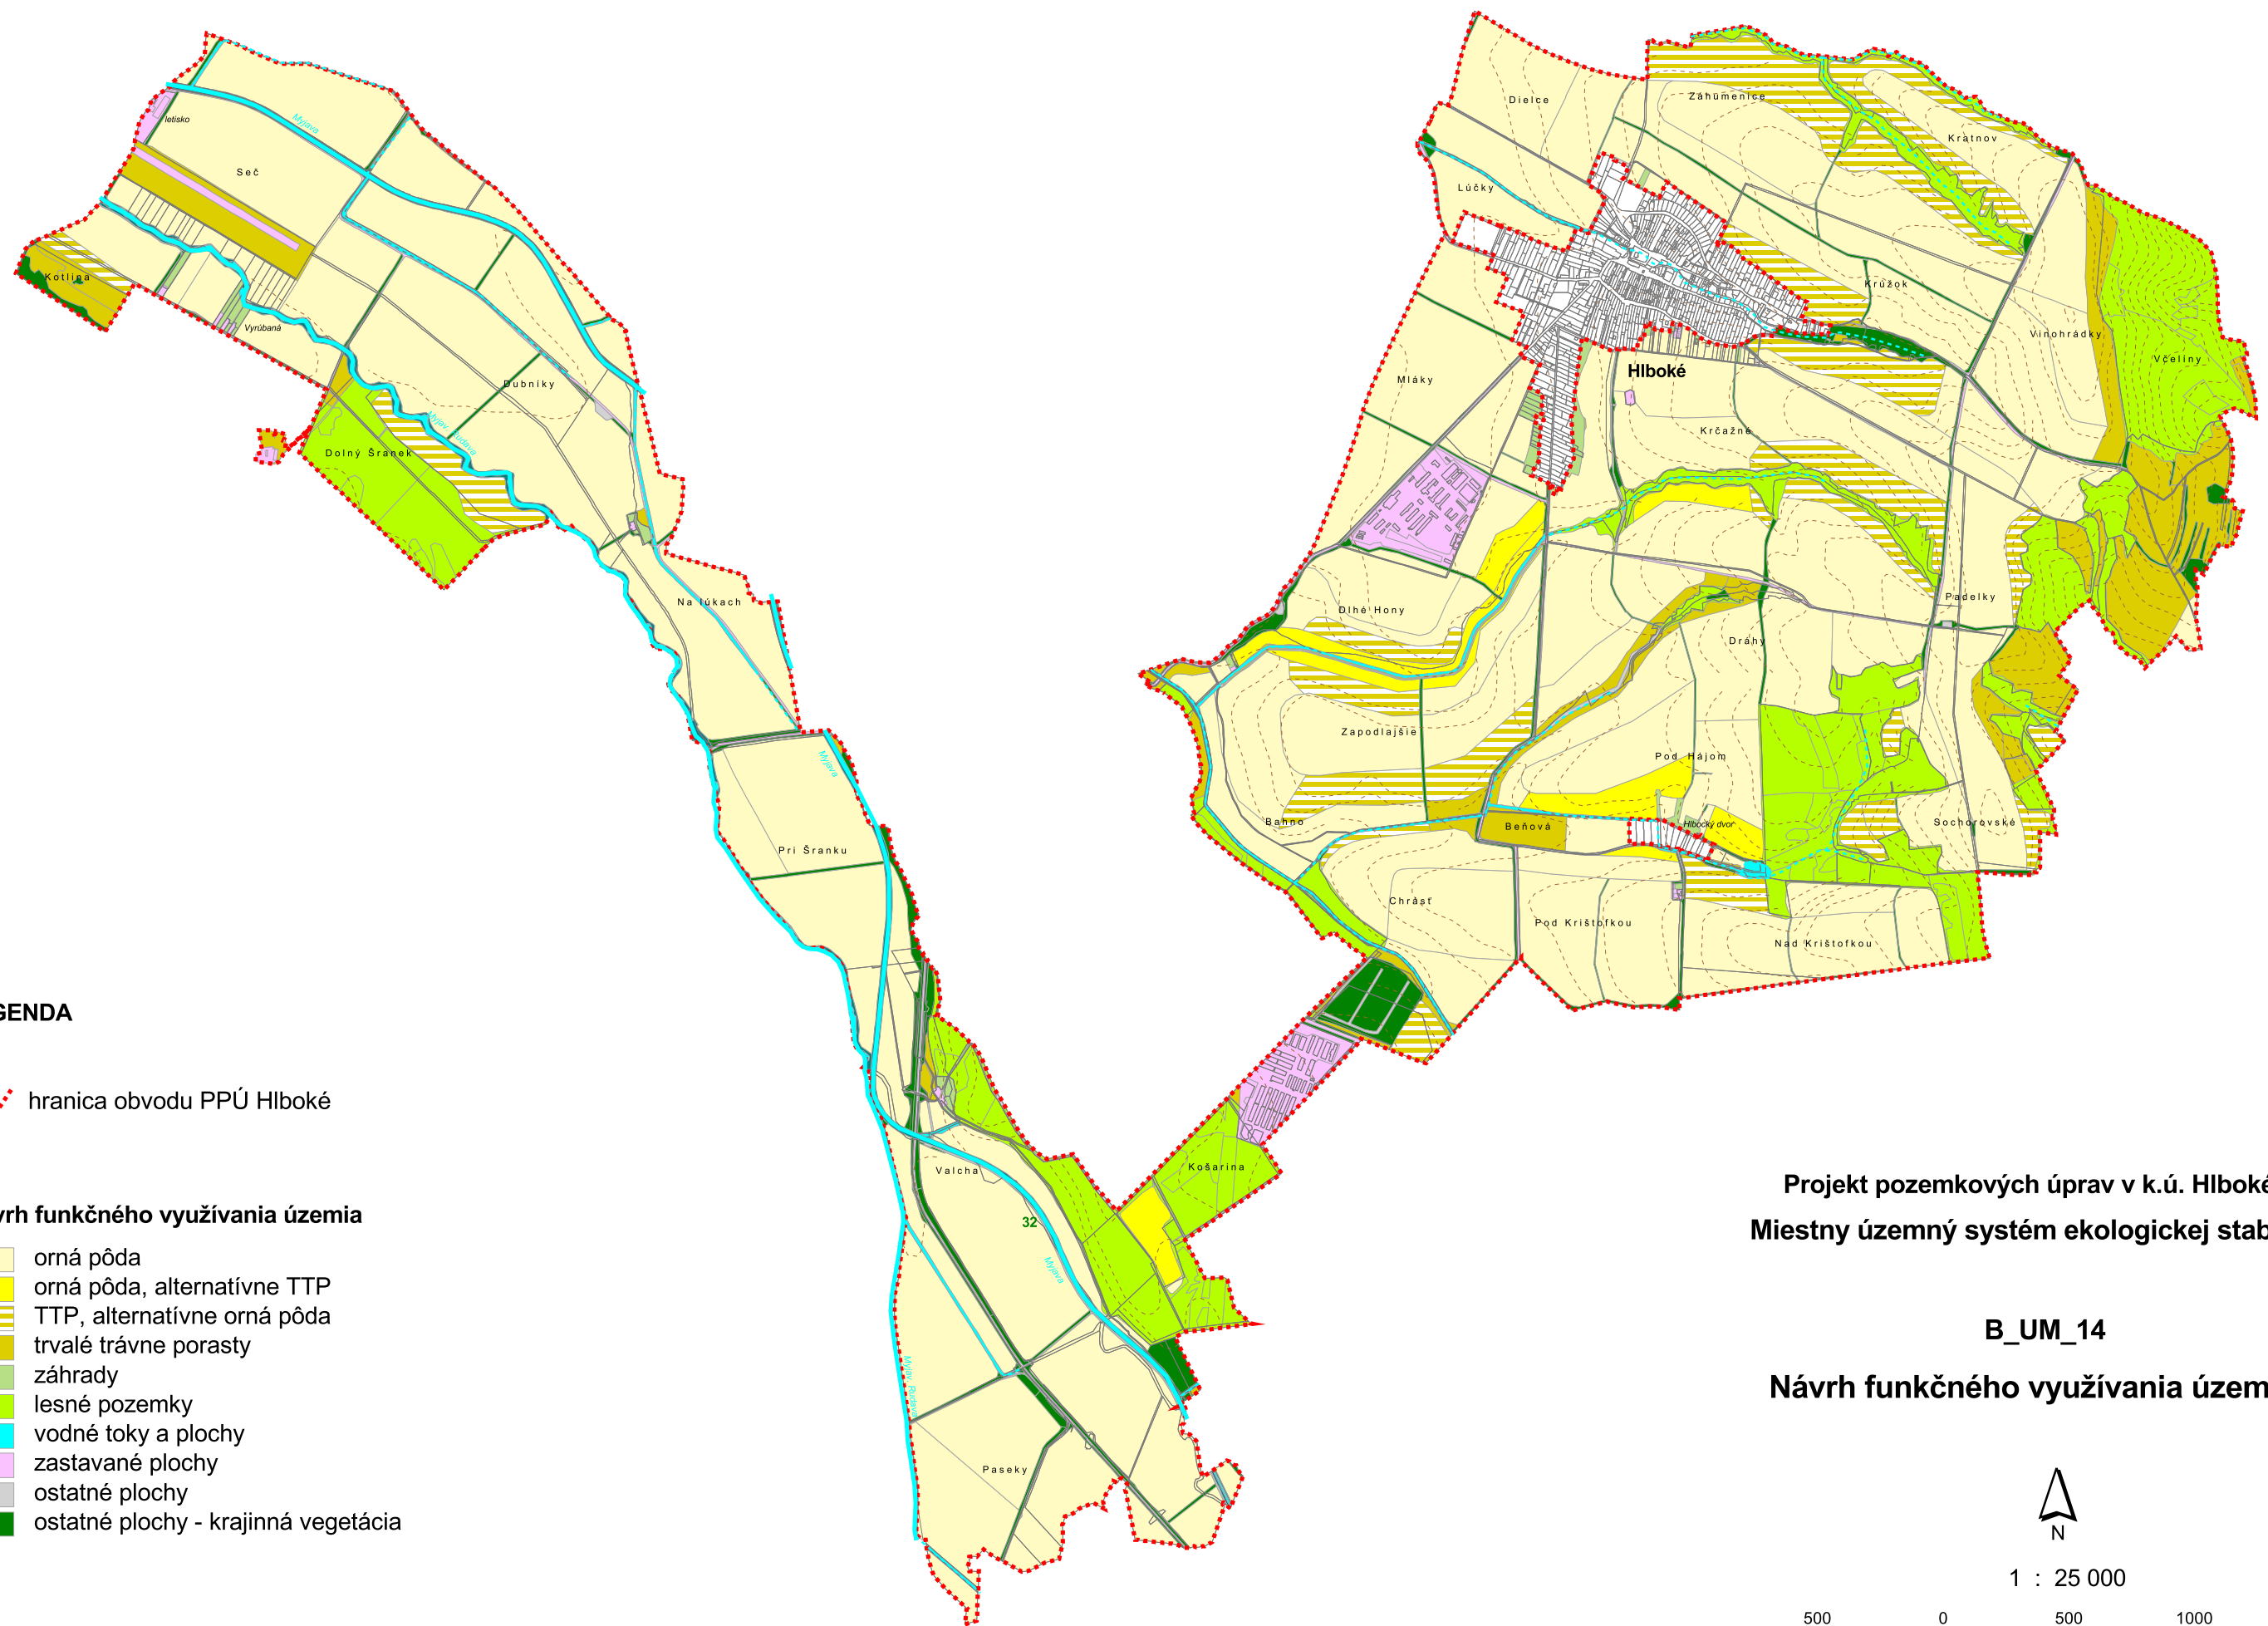 Dielce
Záhumenice
Kratnov
letisko
Myjava
Seč
Lúčky
Kotlina
Krúžok
Vyrúbaná
Vinohrádky
Včeliny
Hlboké
Mláky
Dubníky
Krčažné
Dolný Šranek
Na lúkach
Dlhé Hony
Padelky
Dráhy
Zapodlajšie
Pod Hájom
Myjava
Bahno
Beňová
Hlbocký dvor
Sochorovské
Pri Šranku
Chrásť
Pod Krištofkou
Nad Krištofkou
GENDA
hranica obvodu PPÚ Hlboké
Valcha
Košarina
32
Myjava
vrh funkčného využívania územia
orná pôda
orná pôda, alternatívne TTP
TTP, alternatívne orná pôda
trvalé trávne porasty
záhrady
lesné pozemky
vodné toky a plochy
zastavané plochy
ostatné plochy
ostatné plochy - krajinná vegetácia
Paseky
Projekt pozemkových úprav v k.ú. Hlboké
Miestny územný systém ekologickej stab
B_UM_14
Návrh funkčného využívania územ
N
1 : 25 000
500 0 500 1000